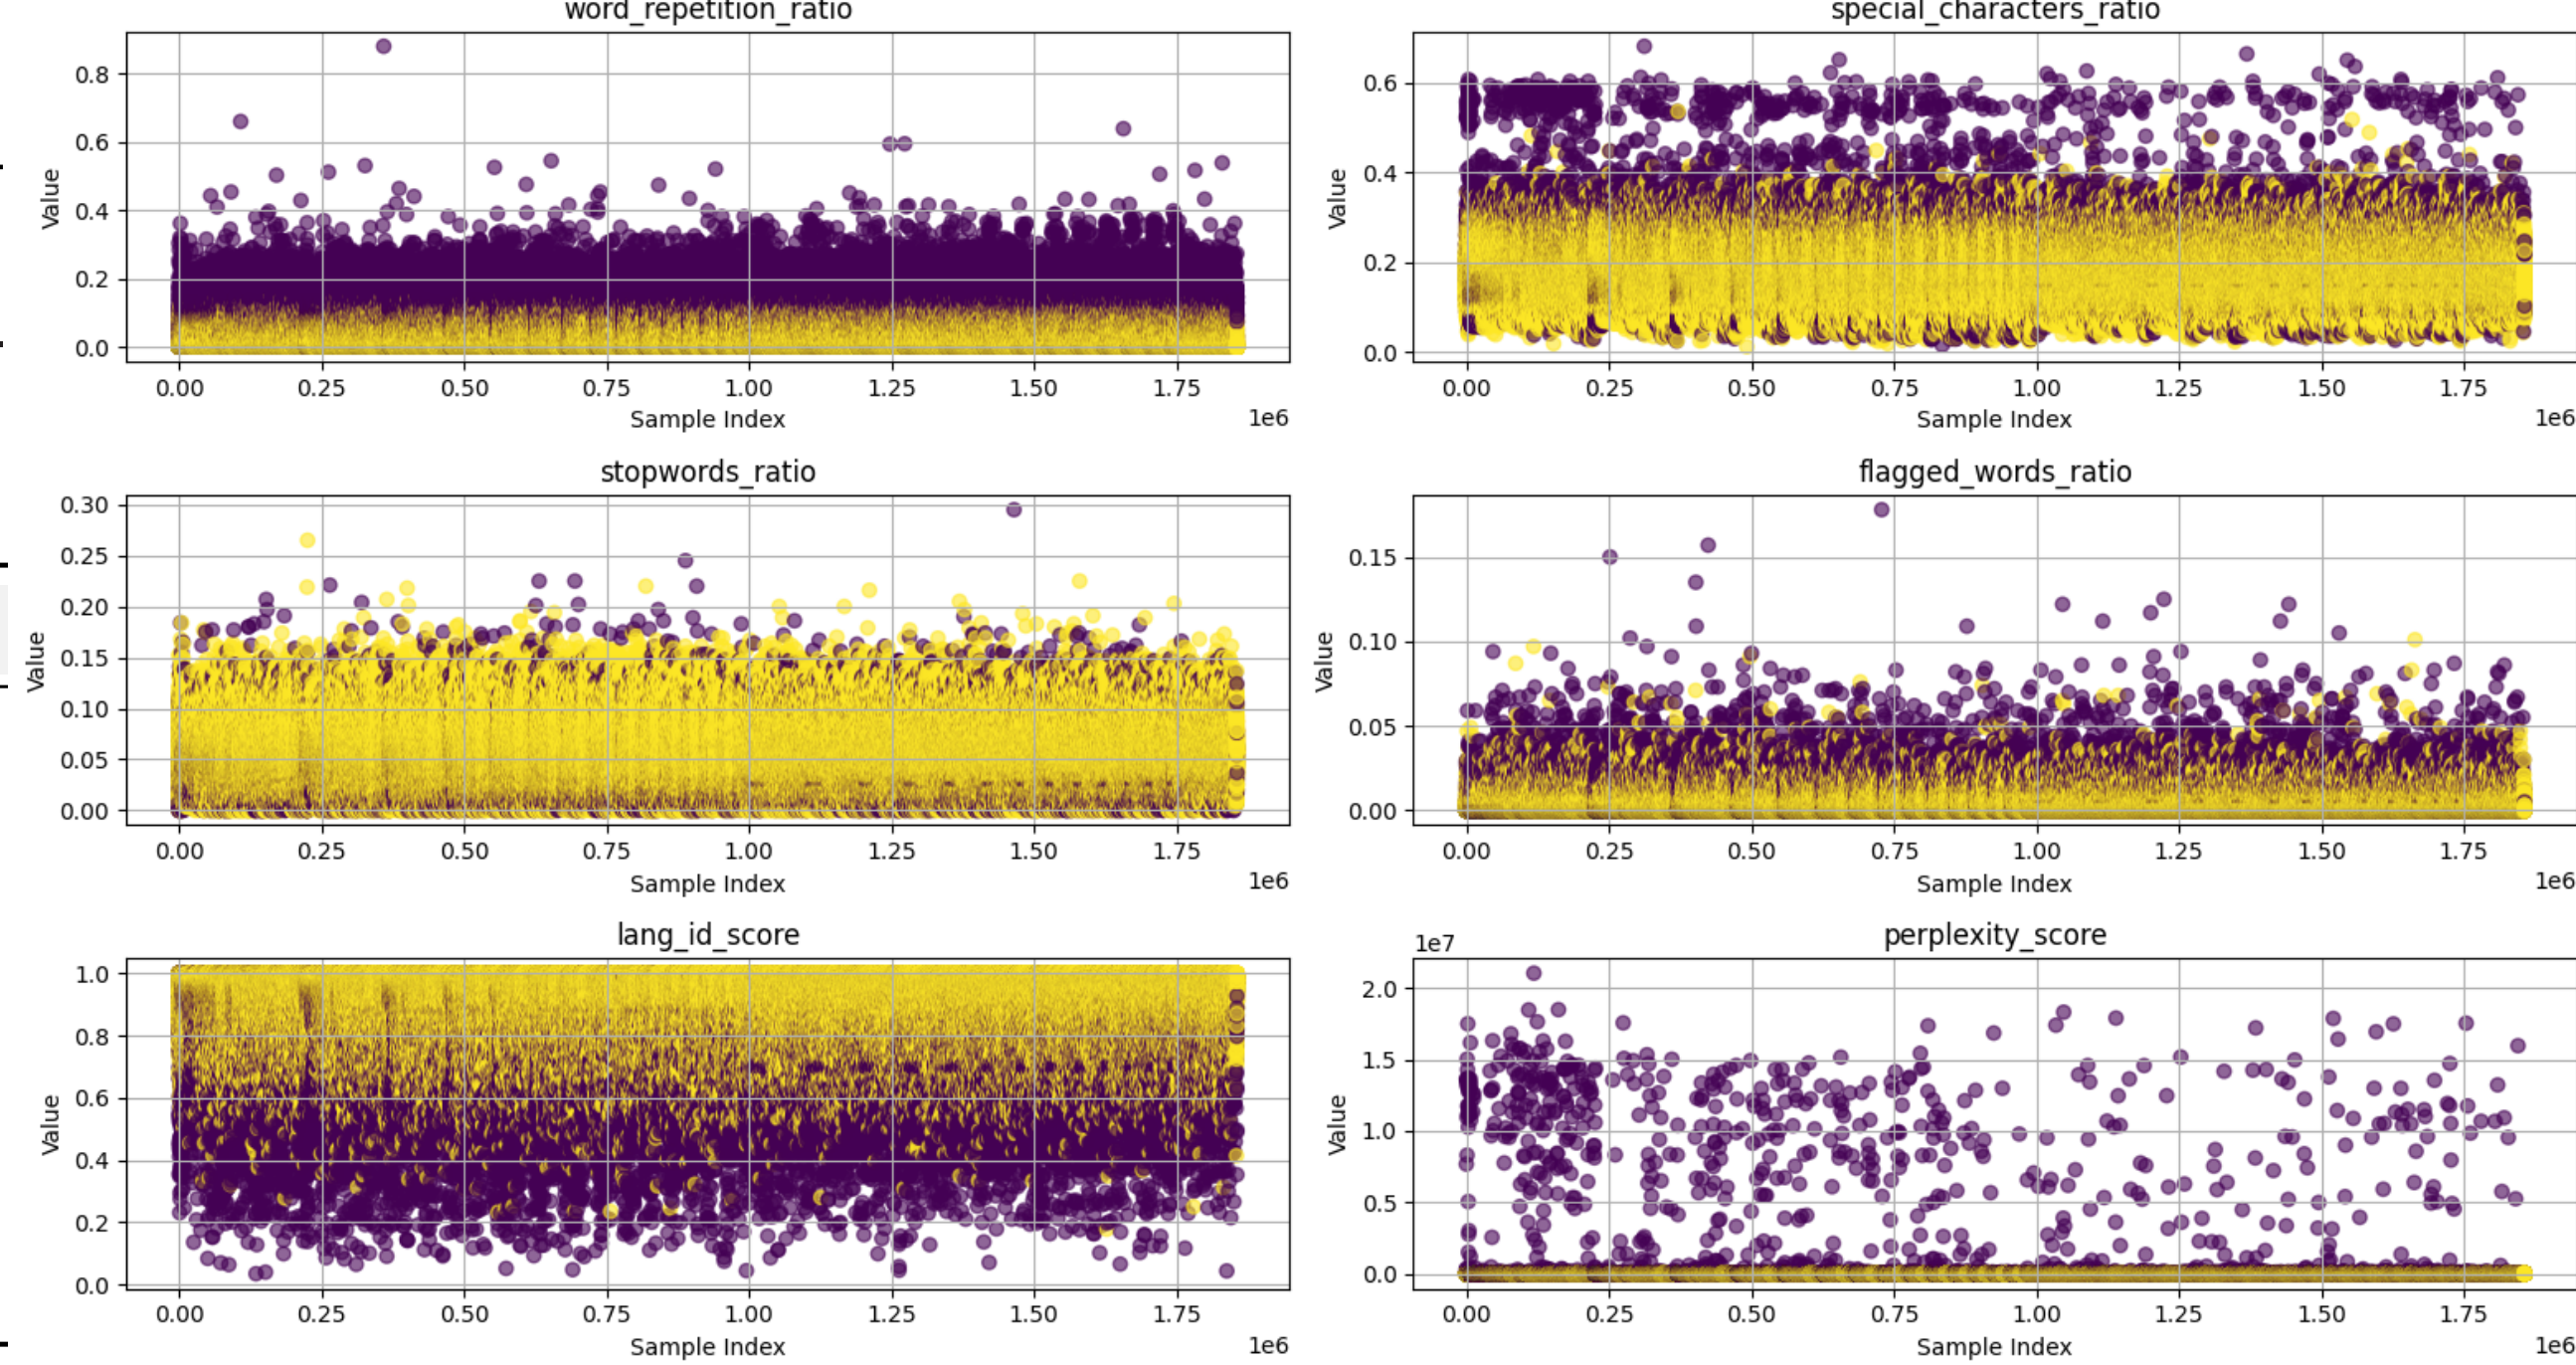 word_repetition_ratio
0.8
0.6
0.4
0.2
0.0
Value
0.00 0.25 0.50 0.75 1.00 1.25 1.50 1.75
Sample Index
1e6
special_characters_ratio
0.6
0.4
0.2
0.0
Value
0.00 0.25 0.50 0.75 1.00 1.25 1.50 1.75
Sample Index
1e6
stopwords_ratio
0.30
0.25
0.20
0.15
0.10
0.05
0.00
Value
0.00 0.25 0.50 0.75 1.00 1.25 1.50 1.75
Sample Index
1e6
flagged_words_ratio
0.15
0.10
0.05
0.00
Value
0.00 0.25 0.50 0.75 1.00 1.25 1.50 1.75
Sample Index
1e6
lang_id_score
1.0
0.8
0.6
0.4
0.2
0.0
Value
0.00 0.25 0.50 0.75 1.00 1.25 1.50 1.75
Sample Index
1e6
perplexity_score
1e7
2.0
1.5
1.0
0.5
0.0
Value
0.00 0.25 0.50 0.75 1.00 1.25 1.50 1.75
Sample Index
1e6